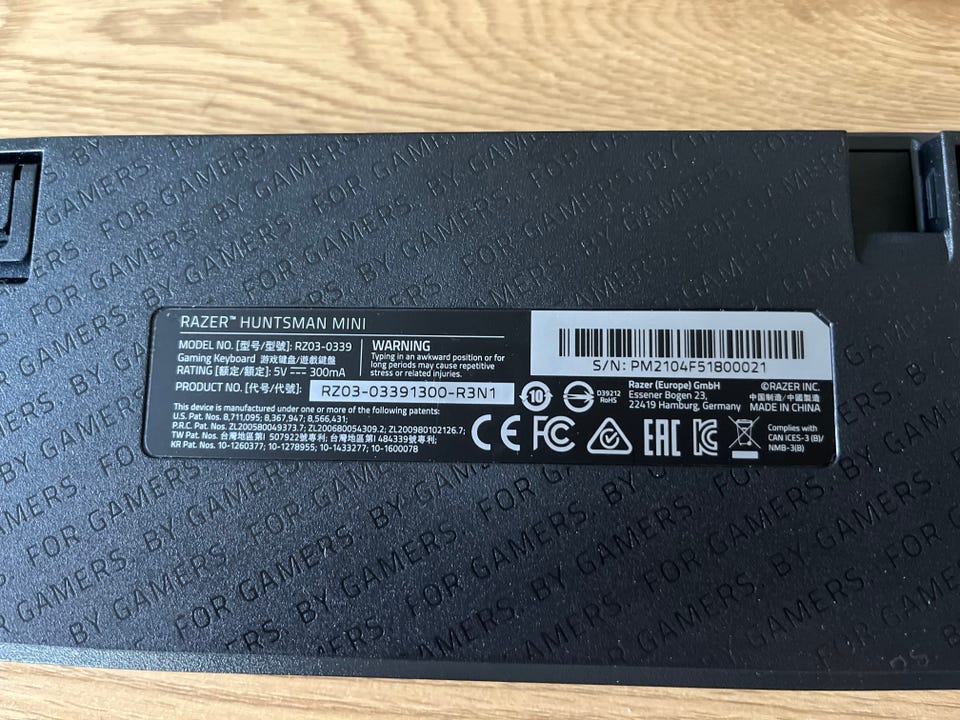 RAZER™ HUNTSMAN MINI
MODEL NO. [型号/型號]: RZ03-0339
Gaming Keyboard 游戏键盘/遊戲鍵盤
RATING [额定/額定]: 5V⎓ 300mA
WARNING
Typing in an awkward position or for
long periods may cause repetitive
stress or related injuries.
PRODUCT NO. [代号/代號]: RZ03-03391300-R3N1
This device is manufactured under one or more of the following patents:
U.S. Pat. Nos. 8,711,095; 8,367,947; 8,566,431;
P.R.C. Pat. Nos. ZL200580049373.7; ZL200680054309.2; ZL200980102126.7;
TW Pat Nos. 台灣地區第I 507922號專利; 台灣地區第I 484339號專利;
KR Pat. Nos. 10-1260377; 10-1278955; 10-1433277; 10-1600078
S/N: PM2104F51800021
10
D39212
RoHS
Razer (Europe) GmbH
Essener Bogen 23,
22419 Hamburg, Germany
©RAZER INC.
中国制造/中國製造
MADE IN CHINA
CE FC EAC
Complies with
CAN ICES-3 (B)/
NMB-3(B)
FOR GAMERS. BY GAMERS.